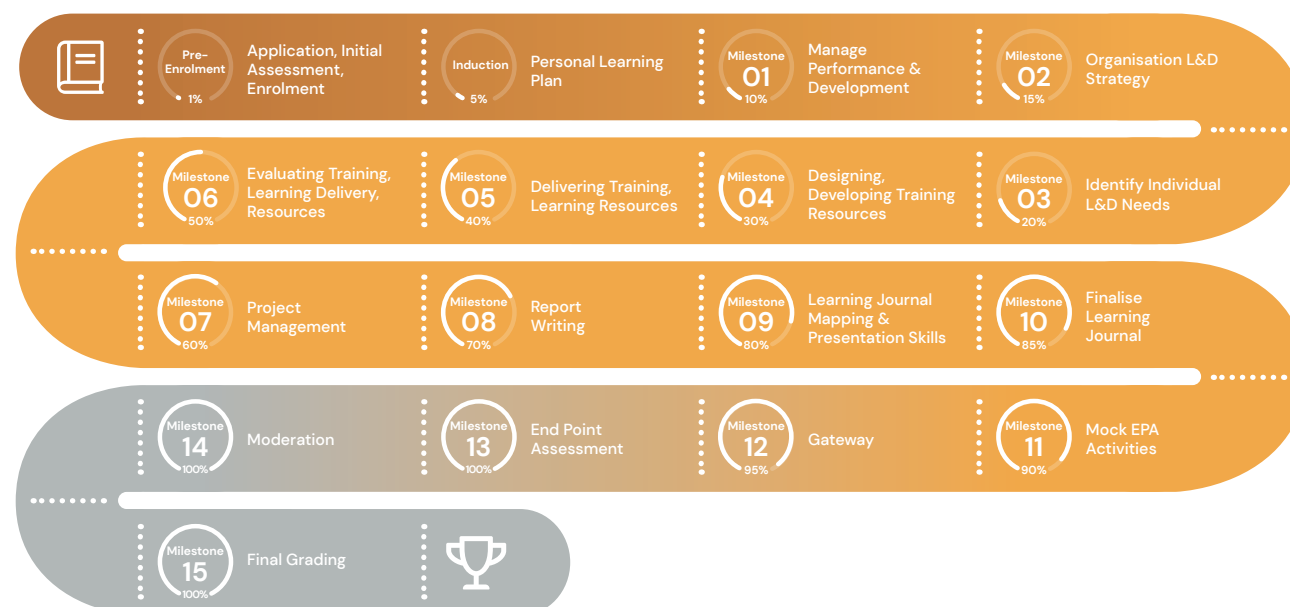 Pre-
Enrolment
1%
Application, Initial
Assessment,
Enrolment
Induction
5%
Personal Learning
Plan
Milestone
01
10%
Manage
Performance &
Development
Milestone
02
15%
Organisation L&D
Strategy
Milestone
03
20%
Identify Individual
L&D Needs
Milestone
04
30%
Designing,
Developing Training
Resources
Milestone
05
40%
Delivering Training,
Learning Resources
Milestone
06
50%
Evaluating Training,
Learning Delivery,
Resources
Milestone
07
60%
Project
Management
Milestone
08
70%
Report
Writing
Milestone
09
80%
Learning Journal
Mapping &
Presentation Skills
Milestone
10
85%
Finalise
Learning
Journal
Milestone
11
90%
Mock EPA
Activities
Milestone
12
95%
Gateway
Milestone
13
100%
End Point
Assessment
Milestone
14
100%
Moderation
Milestone
15
100%
Final Grading